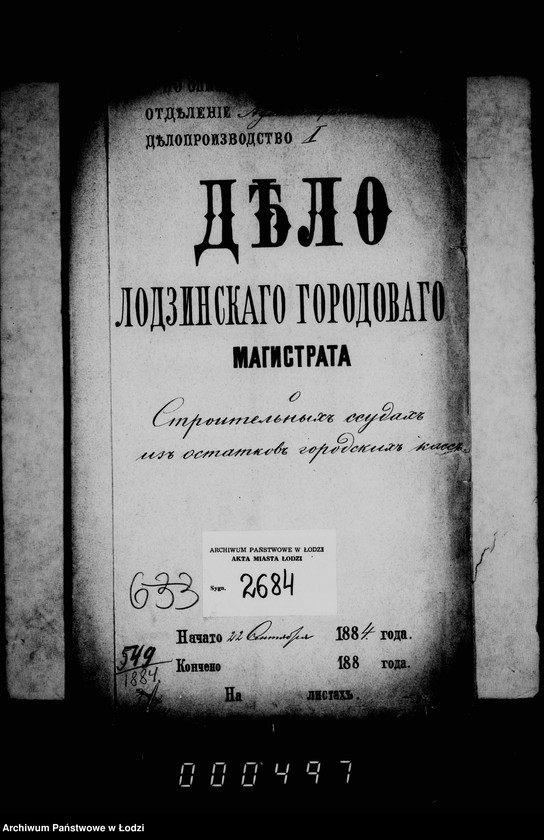 ОТДѢЛЕНІЕ
ДѢЛОПРОИЗВОДСТВО I
ДѢЛО
ЛОДЗИНСКАГО ГОРОДОВАГО
МАГИСТРАТА
О
Строительныхъ ссудахъ
изъ остатковъ городскихъ кассъ.
ARCHIWUM PAŃSTWOWE W ŁODZI
AKTA MIASTA ŁODZI
Sygn. 2684
633
Начато 22 Сентября 1884 года.
549
1884
Кончено 188 года.
На листахъ.
000497
Archiwum Państwowe w Łodzi